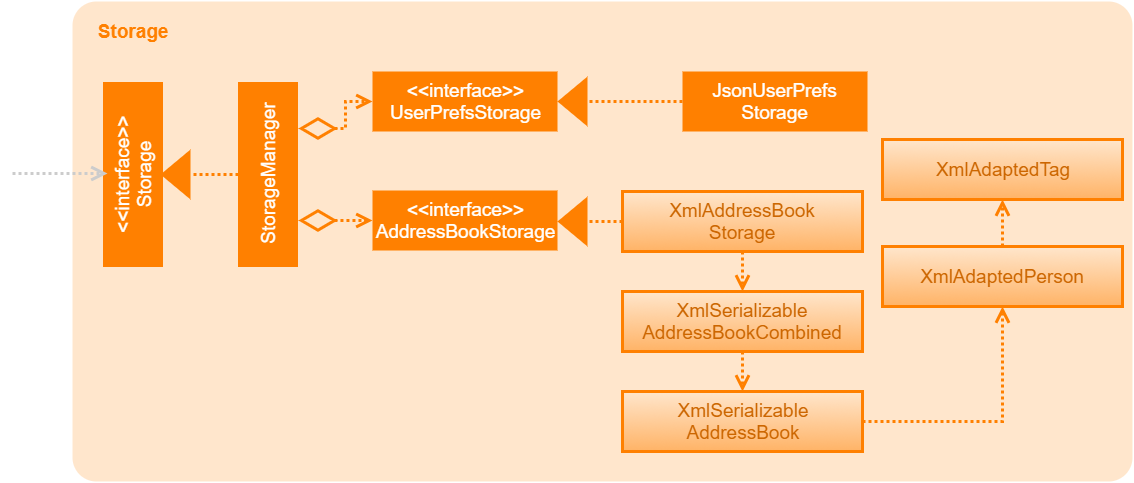 Storage
<<interface>>
Storage
StorageManager
<<interface>>
UserPrefsStorage
JsonUserPrefs
Storage
<<interface>>
AddressBookStorage
XmlAddressBook
Storage
XmlSerializable
AddressBookCombined
XmlSerializable
AddressBook
XmlAdaptedTag
XmlAdaptedPerson